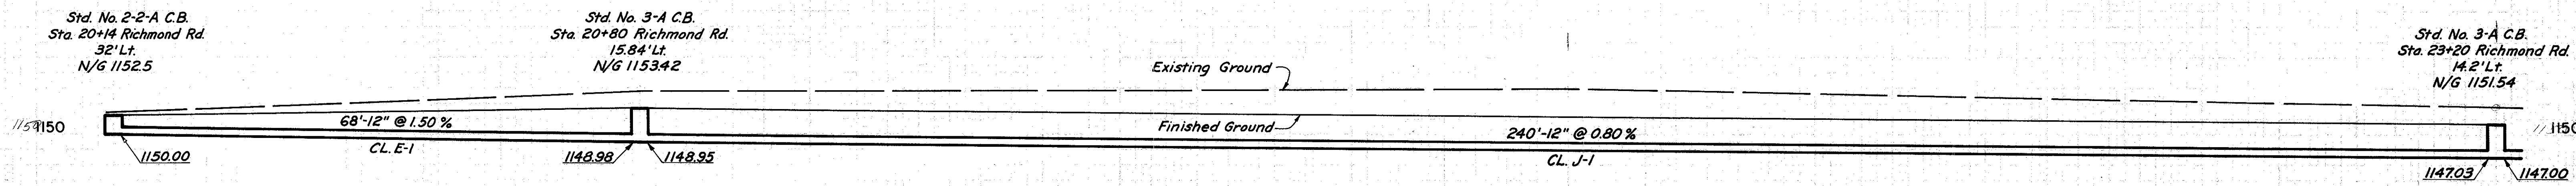 Std. No. 2-2-A C.B.
Sta. 20+14 Richmond Rd.
32' Lt.
N/G 1152.5
Std. No. 3-A C.B.
Sta. 20+80 Richmond Rd.
15.84' Lt.
N/G 1153.42
Std. No. 3-A C.B.
Sta. 23+20 Richmond Rd.
14.2' Lt.
N/G 1151.54
Existing Ground
1150
68'-12" @ 1.50 %
Finished Ground
240'-12" @ 0.80 %
1150
CL. E-1
CL. J-1
1150.00
1148.98
1148.95
1147.03
1147.00